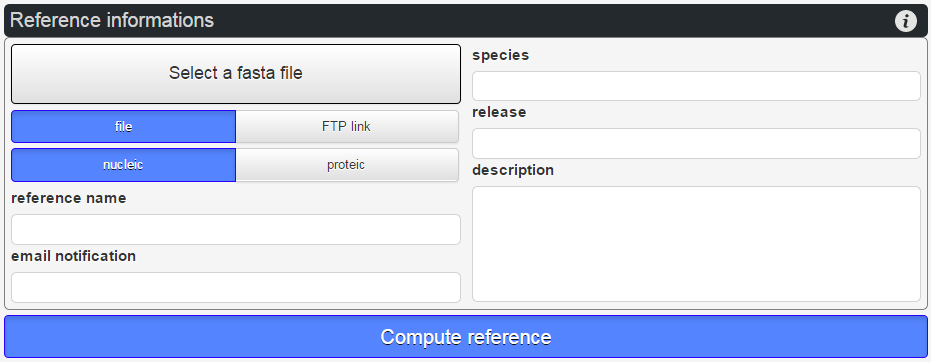 Reference informations
Select a fasta file
file
FTP link
nucleic
proteic
reference name
email notification
species
release
description
Compute reference